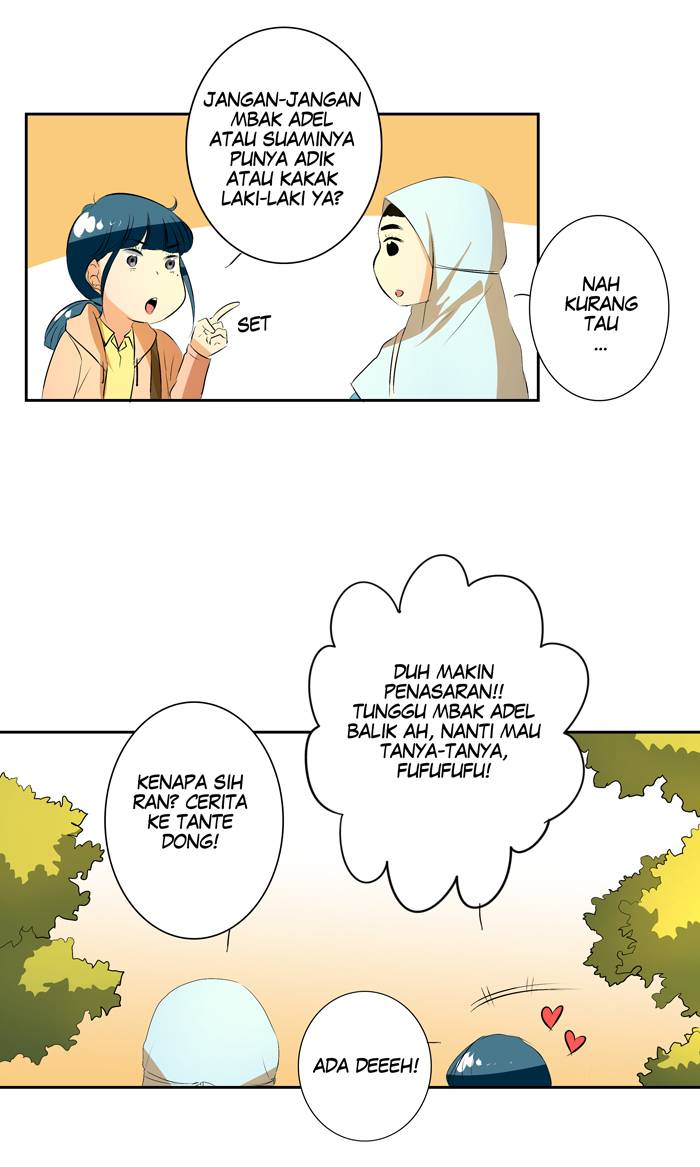 JANGAN-JANGAN
MBAK ADEL
ATAU SUAMINYA
PUNYA ADIK
ATAU KAKAK
LAKI-LAKI YA?
SET
NAH
KURANG
TAU
...
DUH MAKIN
PENASARAN!!
TUNGGU MBAK ADEL
BALIK AH, NANTI MAU
TANYA-TANYA,
FUFUFUFU!
KENAPA SIH
RAN? CERITA
KE TANTE
DONG!
ADA DEEEH!